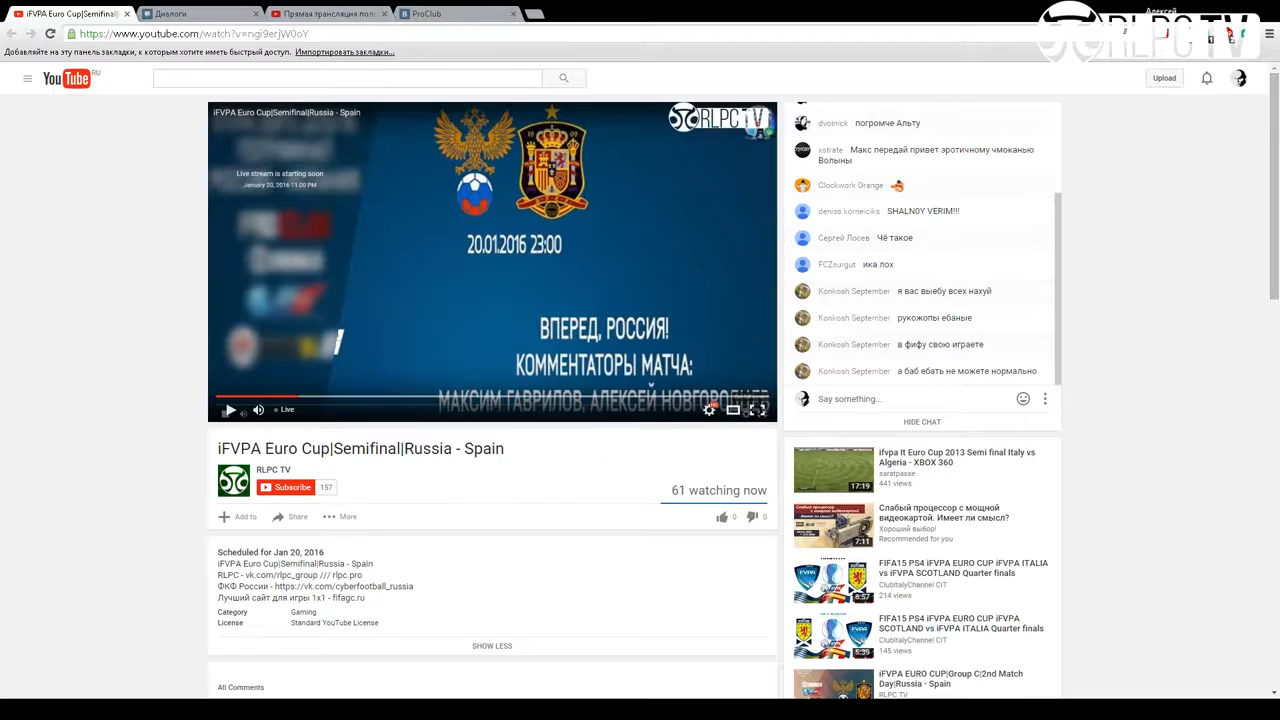 iFVPA Euro Cup|Semifinal|
Диалоги
Прямая трансляция пол
ProClub
Алексей
https://www.youtube.com/watch?v=ngi9erjW0oY
RLPC TV
Добавляйте на эту панель закладки, к которым хотите иметь быстрый доступ. Импортировать закладки...
YouTube RU
Upload
iFVPA Euro Cup|Semifinal|Russia - Spain
RLPC TV
Live stream is starting soon
January 20, 2016 11:00 PM
20.01.2016 23:00
ВПЕРЕД, РОССИЯ!
КОММЕНТАТОРЫ МАТЧА:
МАКСИМ ГАВРИЛОВ, АЛЕКСЕЙ НОВГОРОДЦЕВ
Live
dvoinick погромче Альту
xstrate Макс передай привет эротичному чмоканью
Волыны
Clockwork Orange
deniss korneiciks SHALN0Y VERIM!!!
Сергей Лосев Чё такое
FCZsurgut ика лох
Konkosh September я вас выебу всех нахуй
Konkosh September рукожопы ебаные
Konkosh September в фифу свою играете
Konkosh September а баб ебать не можете нормально
Say something...
HIDE CHAT
iFVPA Euro Cup|Semifinal|Russia - Spain
RLPC TV
Subscribe 157
61 watching now
Add to Share More
0 0
Scheduled for Jan 20, 2016
iFVPA Euro Cup|Semifinal|Russia - Spain
RLPC - vk.com/rlpc_group /// rlpc.pro
ФКФ России - https://vk.com/cyberfootball_russia
Лучший сайт для игры 1x1 - fifagc.ru
Category Gaming
License Standard YouTube License
SHOW LESS
All Comments
ifvpa It Euro Cup 2013 Semi final Italy vs
Algeria - XBOX 360
saratpasse
441 views
17:19
Слабый процессор с мощной
видеокартой. Имеет ли смысл?
Хороший выбор!
Recommended for you
7:11
FIFA15 PS4 iFVPA EURO CUP iFVPA ITALIA
vs iFVPA SCOTLAND Quarter finals
ClubItalyChannel CIT
214 views
8:57
FIFA15 PS4 iFVPA EURO CUP iFVPA
SCOTLAND vs iFVPA ITALIA Quarter finals
ClubItalyChannel CIT
145 views
5:39
iFVPA EURO CUP|Group C|2nd Match
Day|Russia - Spain
RLPC TV